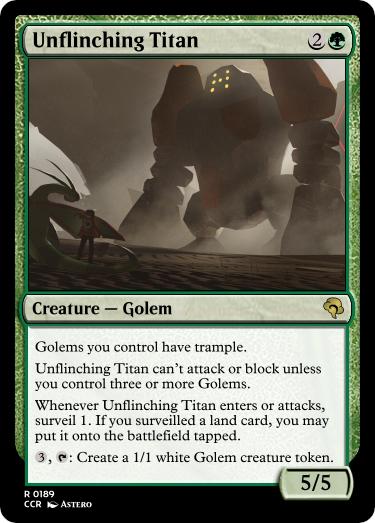 Unflinching Titan 2
Creature — Golem
Golems you control have trample.
Unflinching Titan can't attack or block unless
you control three or more Golems.
Whenever Unflinching Titan enters or attacks,
surveil 1. If you surveilled a land card, you may
put it onto the battlefield tapped.
3, : Create a 1/1 white Golem creature token.
5/5
R 0189
CCR Astero